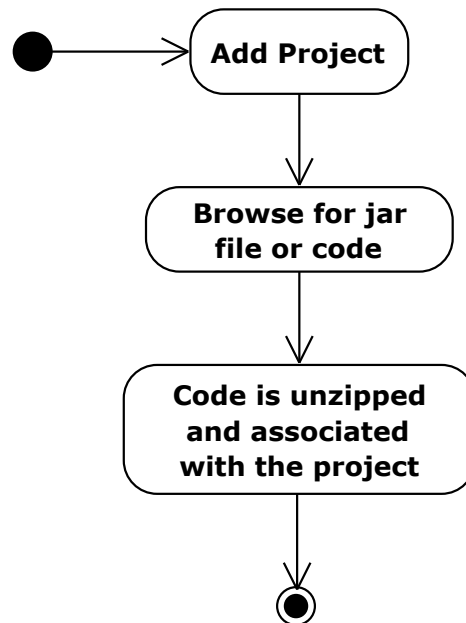 Add Project
Browse for jar
file or code
Code is unzipped
and associated
with the project